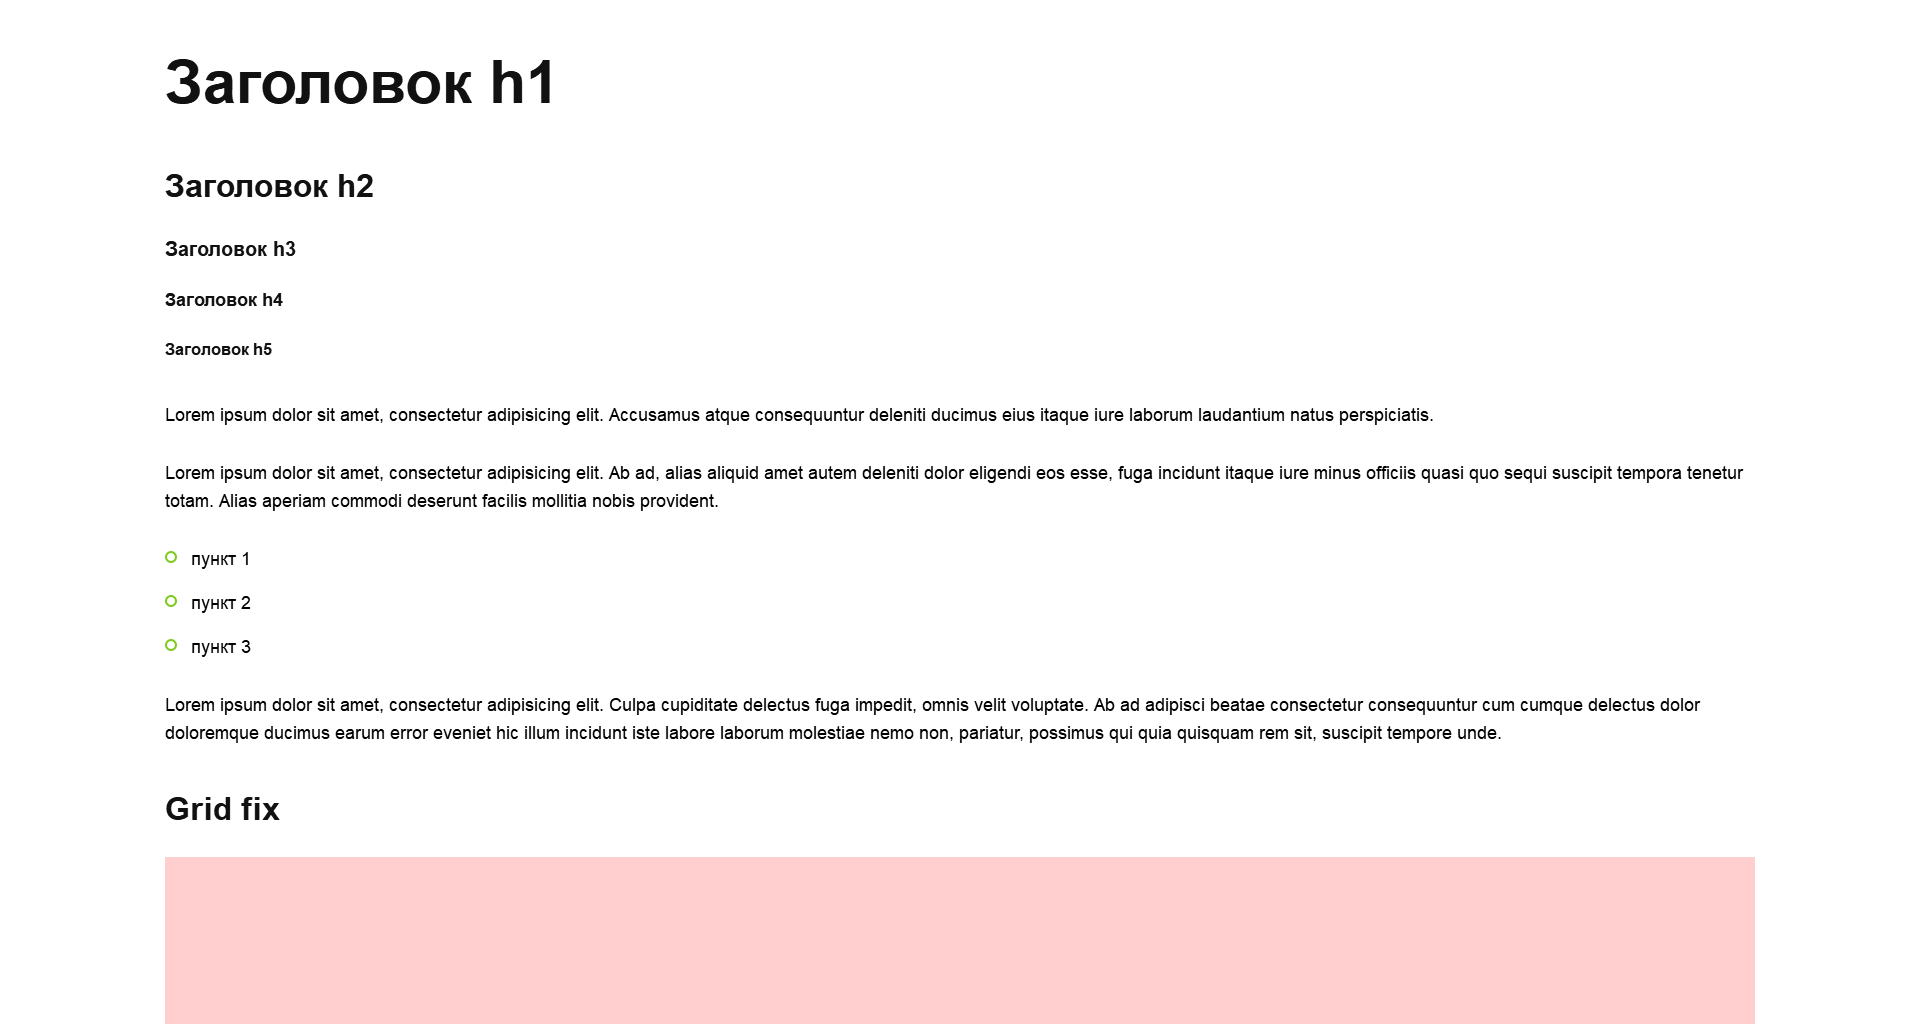 Заголовок h1
Заголовок h2
Заголовок h3
Заголовок h4
Заголовок h5
Lorem ipsum dolor sit amet, consectetur adipisicing elit. Accusamus atque consequuntur deleniti ducimus eius itaque iure laborum laudantium natus perspiciatis.
Lorem ipsum dolor sit amet, consectetur adipisicing elit. Ab ad, alias aliquid amet autem deleniti dolor eligendi eos esse, fuga incidunt itaque iure minus officiis quasi quo sequi suscipit tempora tenetur
totam. Alias aperiam commodi deserunt facilis mollitia nobis provident.
пункт 1
пункт 2
пункт 3
Lorem ipsum dolor sit amet, consectetur adipisicing elit. Culpa cupiditate delectus fuga impedit, omnis velit voluptate. Ab ad adipisci beatae consectetur consequuntur cum cumque delectus dolor
doloremque ducimus earum error eveniet hic illum incidunt iste labore laborum molestiae nemo non, pariatur, possimus qui quia quisquam rem sit, suscipit tempore unde.
Grid fix